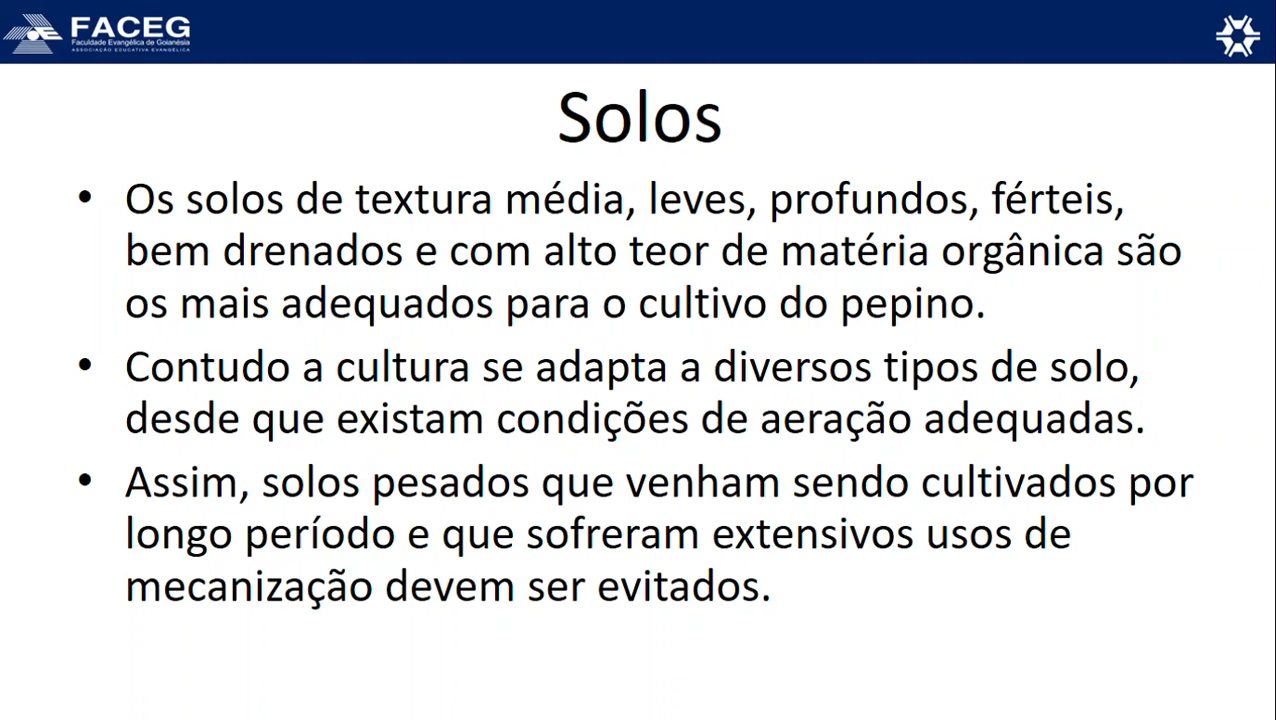 FACEG
Faculdade Evangélica de Goianésia
ASSOCIAÇÃO EDUCATIVA EVANGÉLICA
Solos
• Os solos de textura média, leves, profundos, férteis,
bem drenados e com alto teor de matéria orgânica são
os mais adequados para o cultivo do pepino.
• Contudo a cultura se adapta a diversos tipos de solo,
desde que existam condições de aeração adequadas.
• Assim, solos pesados que venham sendo cultivados por
longo período e que sofreram extensivos usos de
mecanização devem ser evitados.